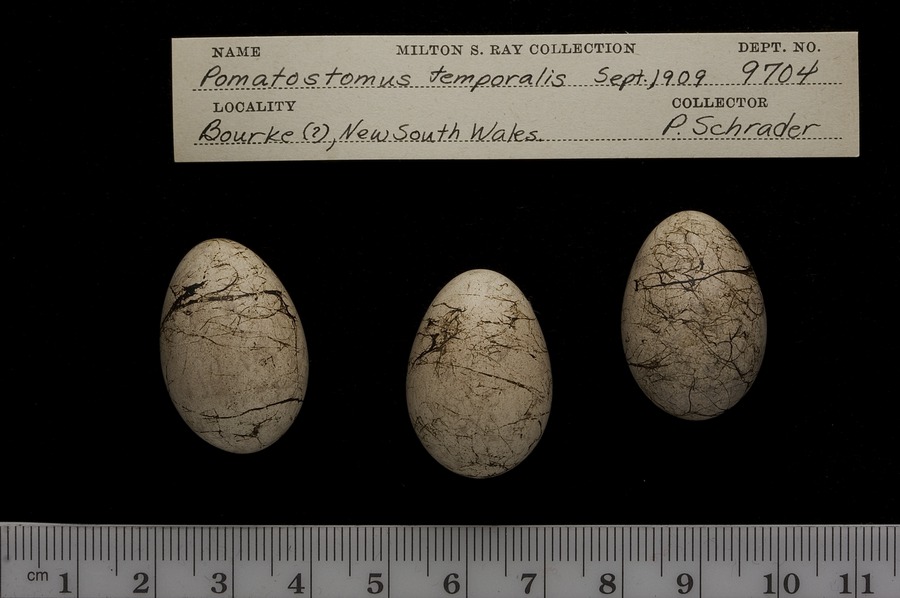 NAME MILTON S. RAY COLLECTION DEPT. NO.
Pomatostomus temporalis Sept. 1909 9704
LOCALITY COLLECTOR
Bourke (?), New South Wales. P. Schrader
cm 1 2 3 4 5 6 7 8 9 10 11